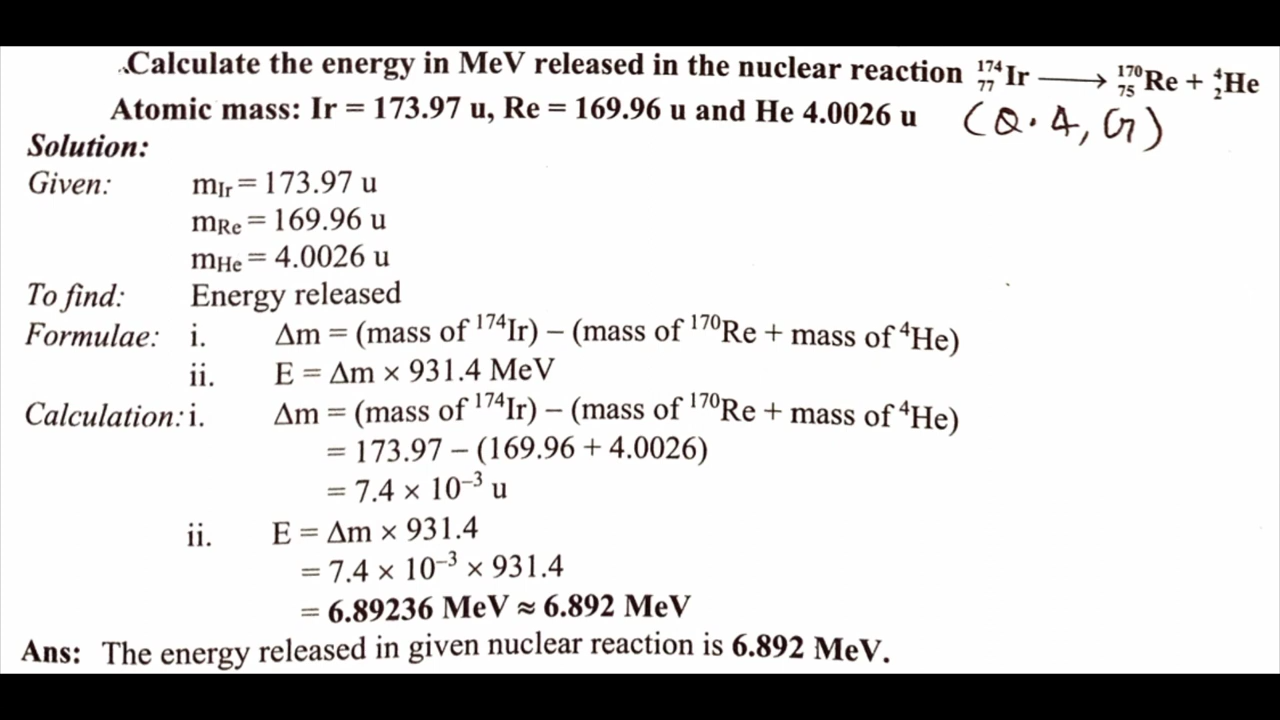 Calculate the energy in MeV released in the nuclear reaction ¹⁷⁴₇₇Ir ⟶ ¹⁷⁰₇₅Re + ⁴₂He
Atomic mass: Ir = 173.97 u, Re = 169.96 u and He 4.0026 u (Q. 4, G)
Solution:
Given: mIr = 173.97 u
mRe = 169.96 u
mHe = 4.0026 u
To find: Energy released
Formulae: i. Δm = (mass of ¹⁷⁴Ir) – (mass of ¹⁷⁰Re + mass of ⁴He)
ii. E = Δm × 931.4 MeV
Calculation: i. Δm = (mass of ¹⁷⁴Ir) – (mass of ¹⁷⁰Re + mass of ⁴He)
= 173.97 – (169.96 + 4.0026)
= 7.4 × 10⁻³ u
ii. E = Δm × 931.4
= 7.4 × 10⁻³ × 931.4
= 6.89236 MeV ≈ 6.892 MeV
Ans: The energy released in given nuclear reaction is 6.892 MeV.